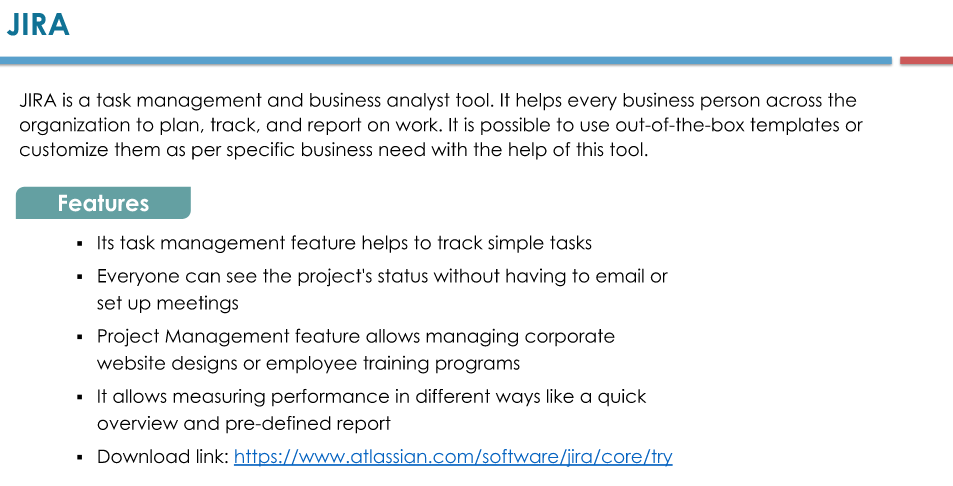 JIRA
JIRA is a task management and business analyst tool. It helps every business person across the
organization to plan, track, and report on work. It is possible to use out-of-the-box templates or
customize them as per specific business need with the help of this tool.
Features
▪ Its task management feature helps to track simple tasks
▪ Everyone can see the project's status without having to email or
set up meetings
▪ Project Management feature allows managing corporate
website designs or employee training programs
▪ It allows measuring performance in different ways like a quick
overview and pre-defined report
▪ Download link: https://www.atlassian.com/software/jira/core/try